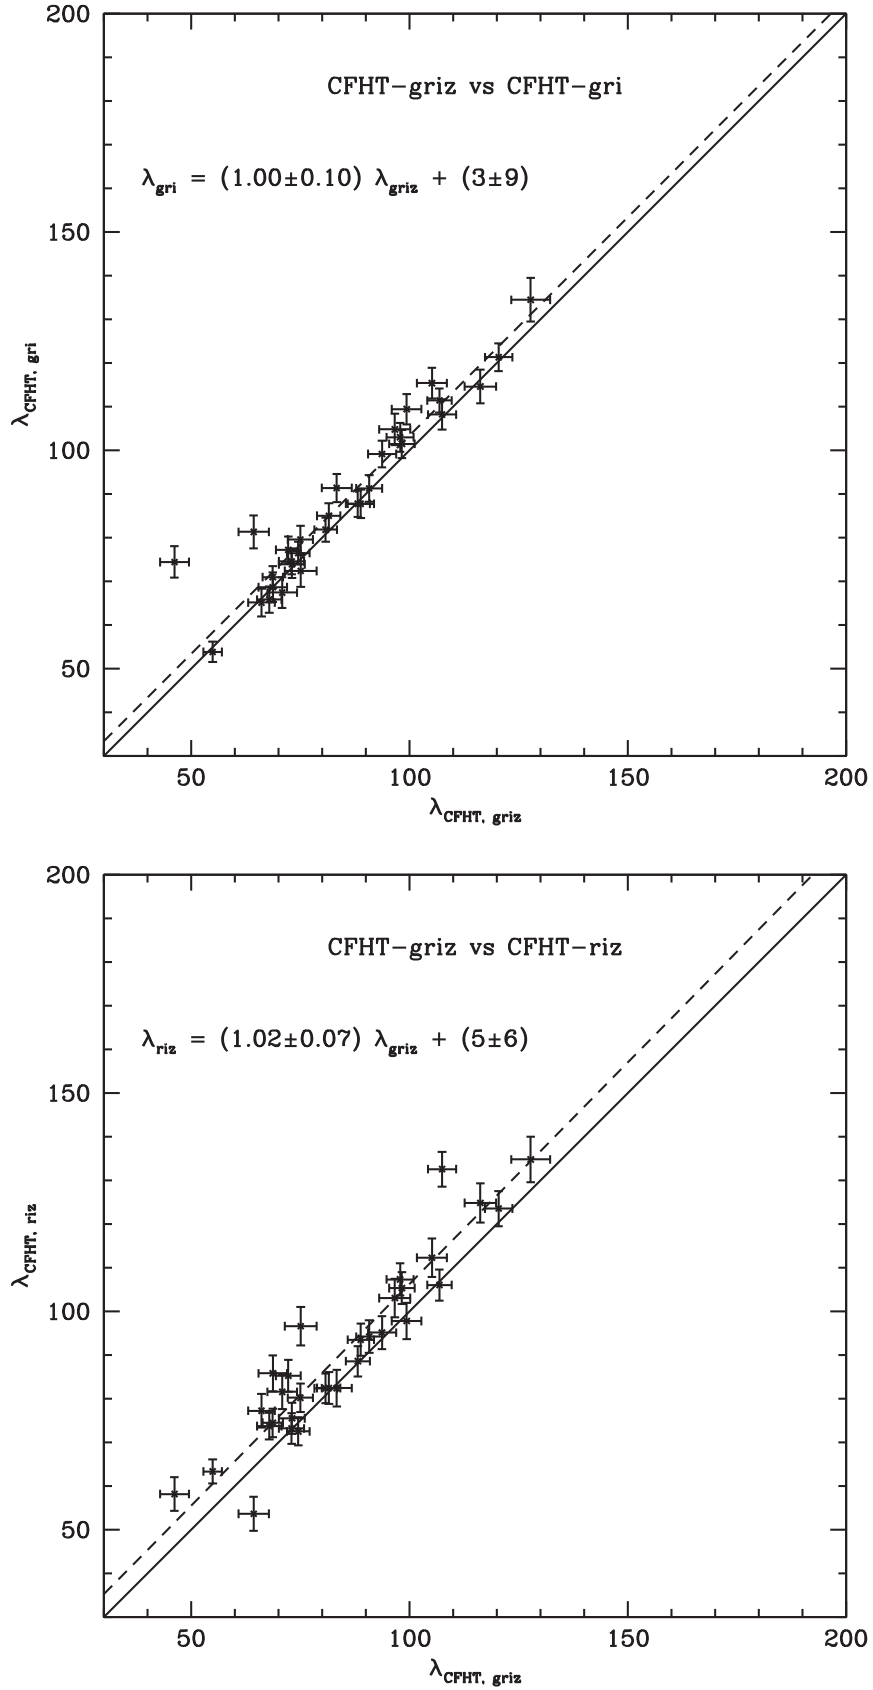 200
CFHT-griz vs CFHT-gri
λgri = (1.00±0.10) λgriz + (3±9)
150
λCFHT, gri
100
50
50 100 150 200
λCFHT, griz
200
CFHT-griz vs CFHT-riz
λriz = (1.02±0.07) λgriz + (5±6)
150
λCFHT, riz
100
50
50 100 150 200
λCFHT, griz